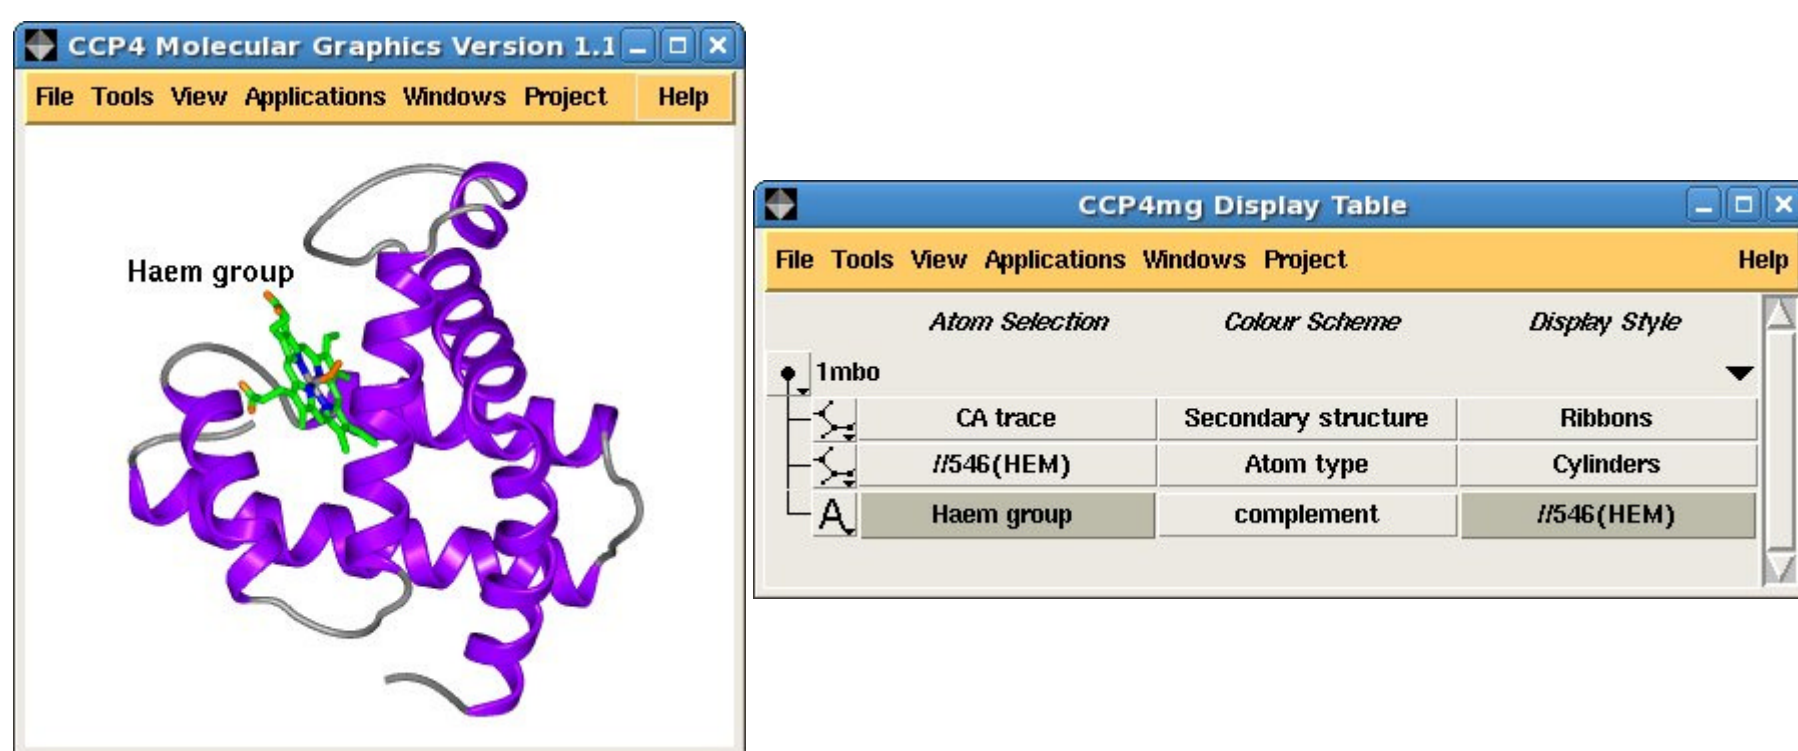 CCP4 Molecular Graphics Version 1.1
File Tools View Applications Windows Project Help
Haem group
CCP4mg Display Table
File Tools View Applications Windows Project Help
Atom Selection Colour Scheme Display Style
1mbo
CA trace Secondary structure Ribbons
//546(HEM) Atom type Cylinders
A Haem group complement //546(HEM)